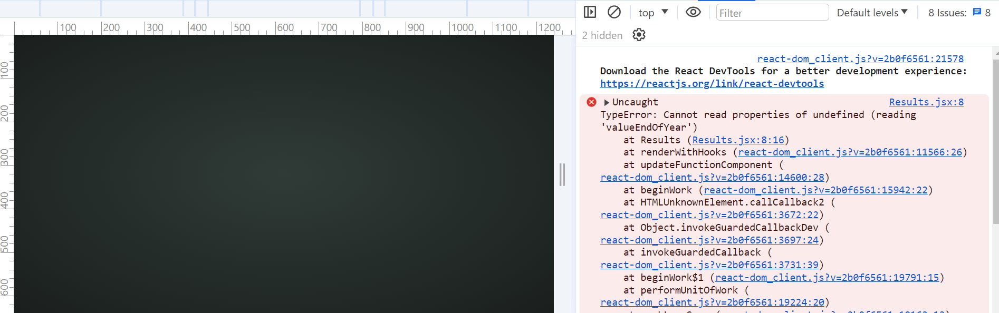 top
Filter
Default levels
8 Issues:
8
2 hidden
100 200 300 400 500 600 700 800 900 1000 1100 1200
100
200
300
400
500
600
react-dom_client.js?v=2b0f6561:21578
Download the React DevTools for a better development experience:
https://reactjs.org/link/react-devtools
Uncaught
Results.jsx:8
TypeError: Cannot read properties of undefined (reading
'valueEndOfYear')
at Results (Results.jsx:8:16)
at renderWithHooks (react-dom_client.js?v=2b0f6561:11566:26)
at updateFunctionComponent (
react-dom_client.js?v=2b0f6561:14600:28)
at beginWork (react-dom_client.js?v=2b0f6561:15942:22)
at HTMLUnknownElement.callCallback2 (
react-dom_client.js?v=2b0f6561:3672:22)
at Object.invokeGuardedCallbackDev (
react-dom_client.js?v=2b0f6561:3697:24)
at invokeGuardedCallback (
react-dom_client.js?v=2b0f6561:3731:39)
at beginWork$1 (react-dom_client.js?v=2b0f6561:19791:15)
at performUnitOfWork (
react-dom_client.js?v=2b0f6561:19224:20)